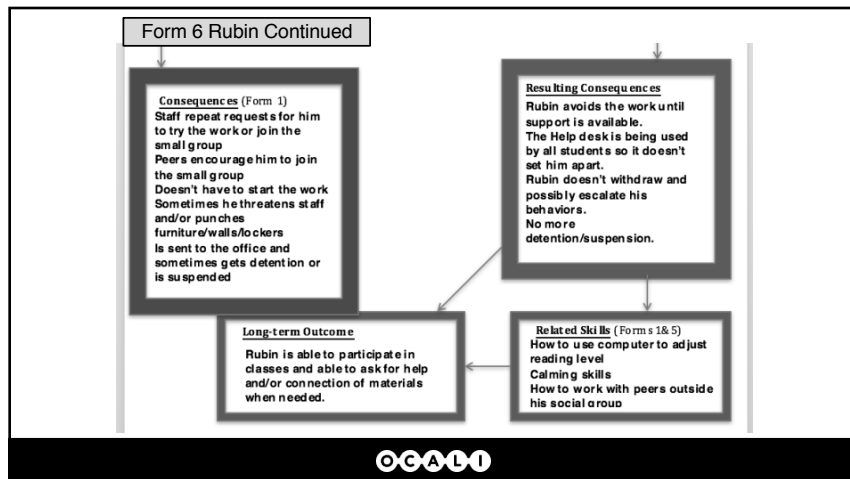 Form 6 Rubin Continued
Consequences (Form 1)
Staff repeat requests for him
to try the work or join the
small group
Peers encourage him to join
the small group
Doesn't have to start the work
Sometimes he threatens staff
and/or punches
furniture/walls/lockers
Is sent to the office and
sometimes gets detention or
is suspended
Resulting Consequences
Rubin avoids the work until
support is available.
The Help desk is being used
by all students so it doesn't
set him apart.
Rubin doesn't withdraw and
possibly escalate his
behaviors.
No more
detention/suspension.
Long-term Outcome
Rubin is able to participate in
classes and able to ask for help
and/or connection of materials
when needed.
Related Skills (Forms 1& 5)
How to use computer to adjust
reading level
Calming skills
How to work with peers outside
his social group
OCALI